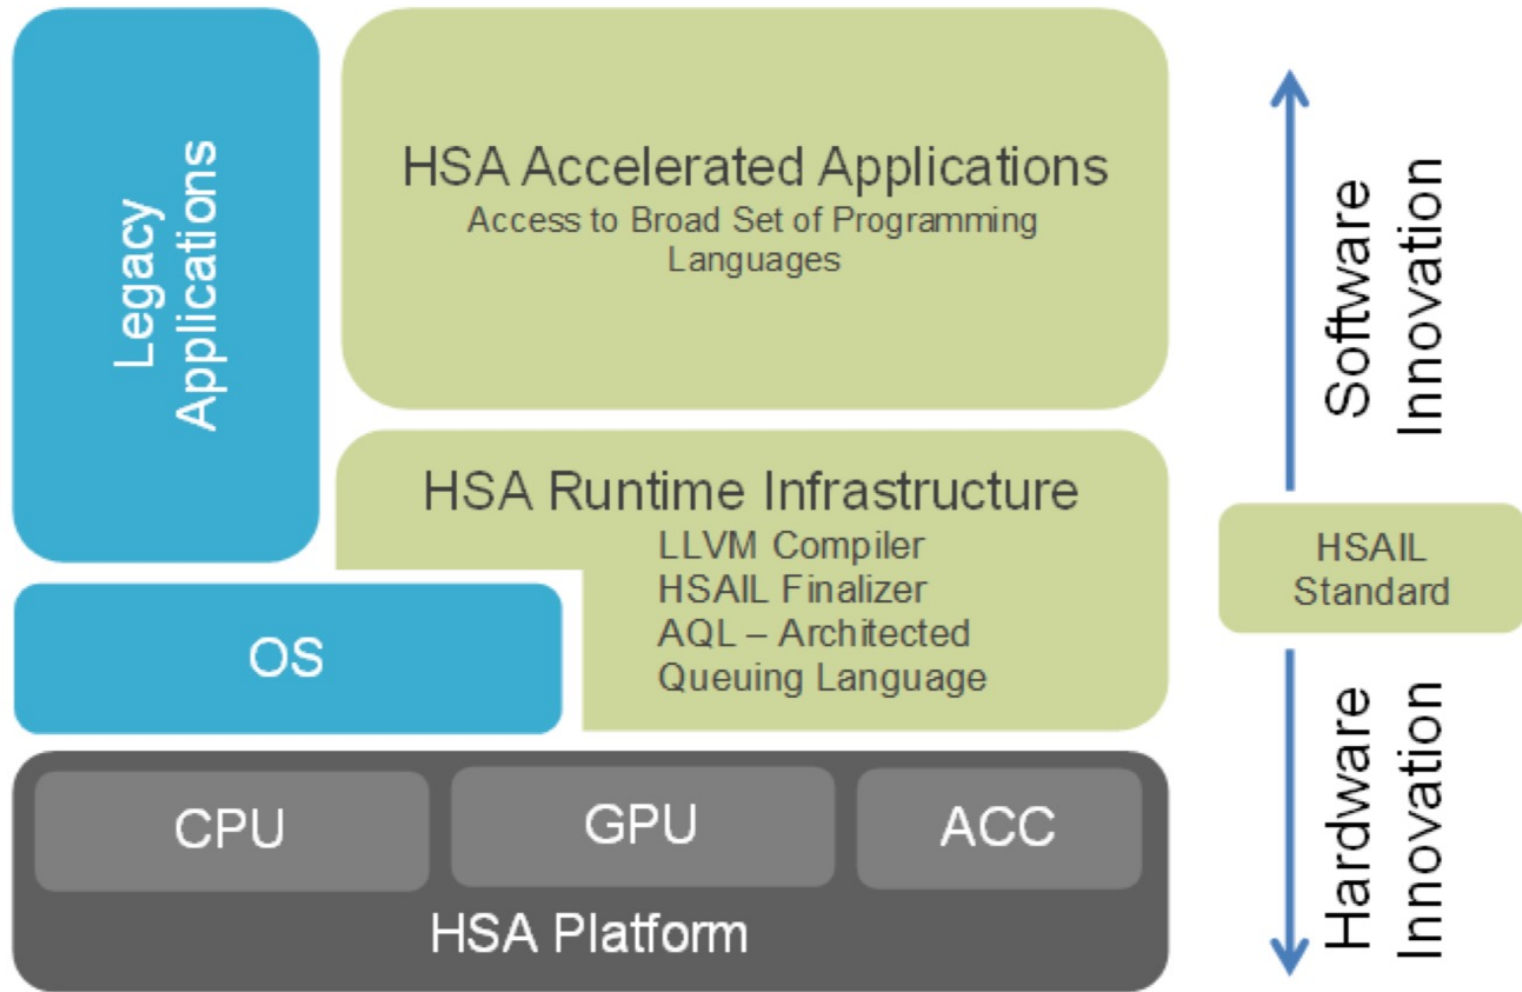 Legacy
Applications
HSA Accelerated Applications
Access to Broad Set of Programming
Languages
HSA Runtime Infrastructure
LLVM Compiler
HSAIL Finalizer
AQL – Architected
Queuing Language
OS
CPU
GPU
ACC
HSA Platform
Software
Innovation
HSAIL
Standard
Hardware
Innovation